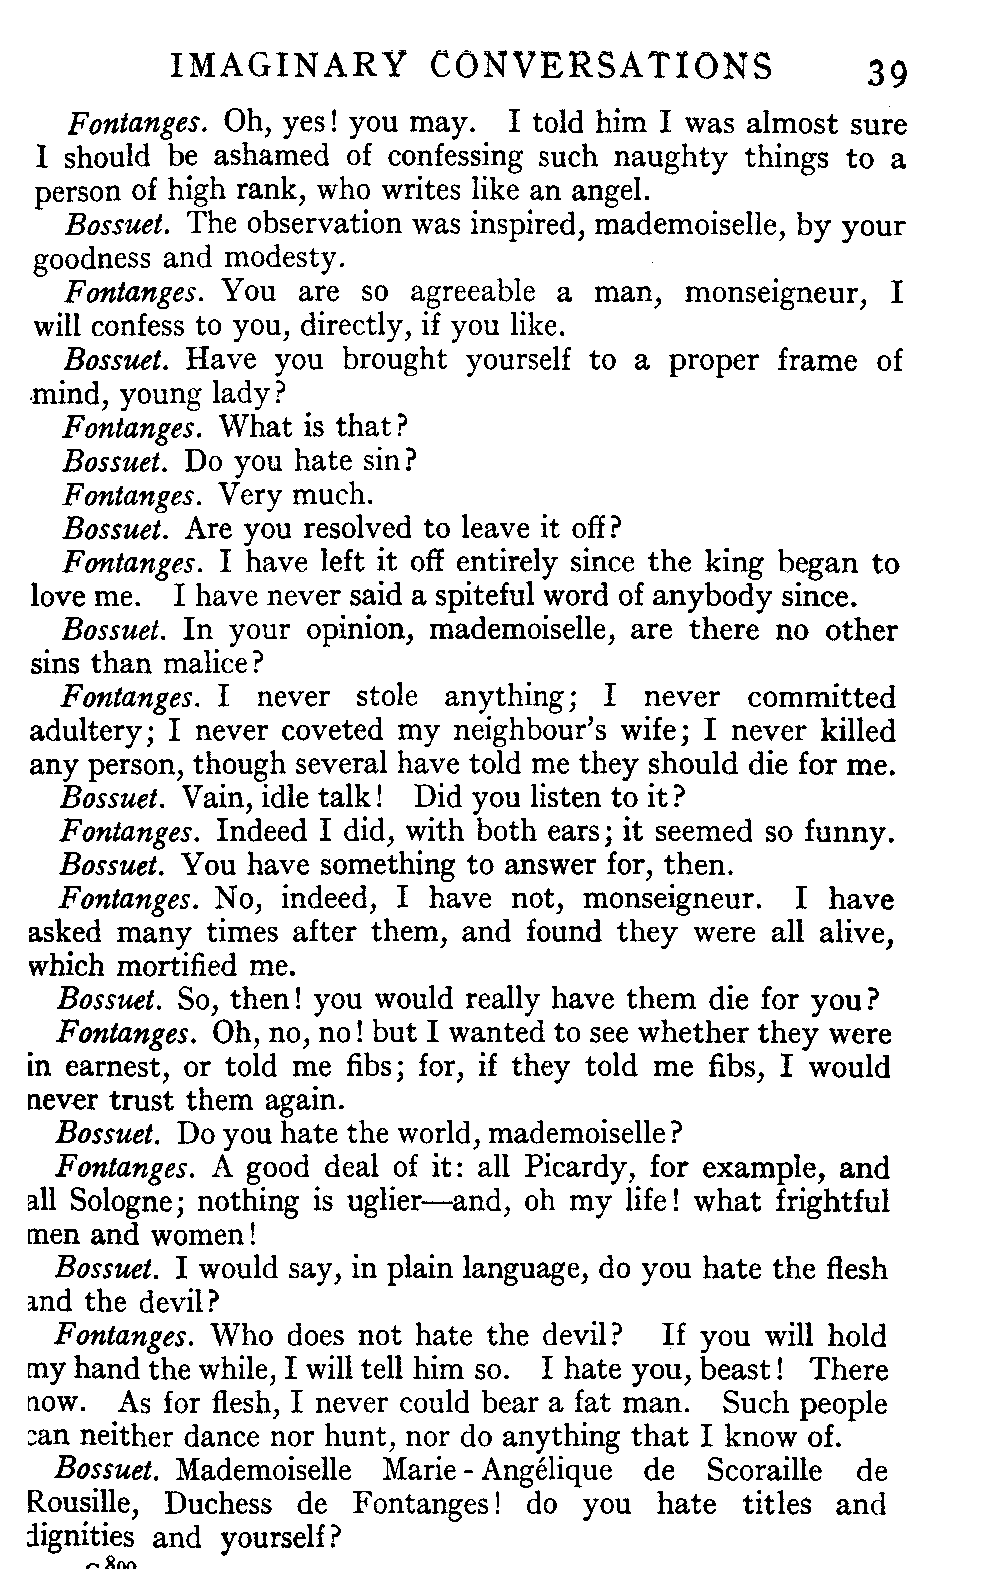 IMAGINARY CONVERSATIONS 39
Fontanges. Oh, yes! you may. I told him I was almost sure
I should be ashamed of confessing such naughty things to a
person of high rank, who writes like an angel.
Bossuet. The observation was inspired, mademoiselle, by your
goodness and modesty.
Fontanges. You are so agreeable a man, monseigneur, I
will confess to you, directly, if you like.
Bossuet. Have you brought yourself to a proper frame of
mind, young lady?
Fontanges. What is that?
Bossuet. Do you hate sin?
Fontanges. Very much.
Bossuet. Are you resolved to leave it off?
Fontanges. I have left it off entirely since the king began to
love me. I have never said a spiteful word of anybody since.
Bossuet. In your opinion, mademoiselle, are there no other
sins than malice?
Fontanges. I never stole anything; I never committed
adultery; I never coveted my neighbour's wife; I never killed
any person, though several have told me they should die for me.
Bossuet. Vain, idle talk! Did you listen to it?
Fontanges. Indeed I did, with both ears; it seemed so funny.
Bossuet. You have something to answer for, then.
Fontanges. No, indeed, I have not, monseigneur. I have
asked many times after them, and found they were all alive,
which mortified me.
Bossuet. So, then! you would really have them die for you?
Fontanges. Oh, no, no! but I wanted to see whether they were
in earnest, or told me fibs; for, if they told me fibs, I would
never trust them again.
Bossuet. Do you hate the world, mademoiselle?
Fontanges. A good deal of it: all Picardy, for example, and
all Sologne; nothing is uglier—and, oh my life! what frightful
men and women!
Bossuet. I would say, in plain language, do you hate the flesh
and the devil?
Fontanges. Who does not hate the devil? If you will hold
my hand the while, I will tell him so. I hate you, beast! There
now. As for flesh, I never could bear a fat man. Such people
can neither dance nor hunt, nor do anything that I know of.
Bossuet. Mademoiselle Marie-Angélique de Scoraille de
Rousille, Duchess de Fontanges! do you hate titles and
dignities and yourself?